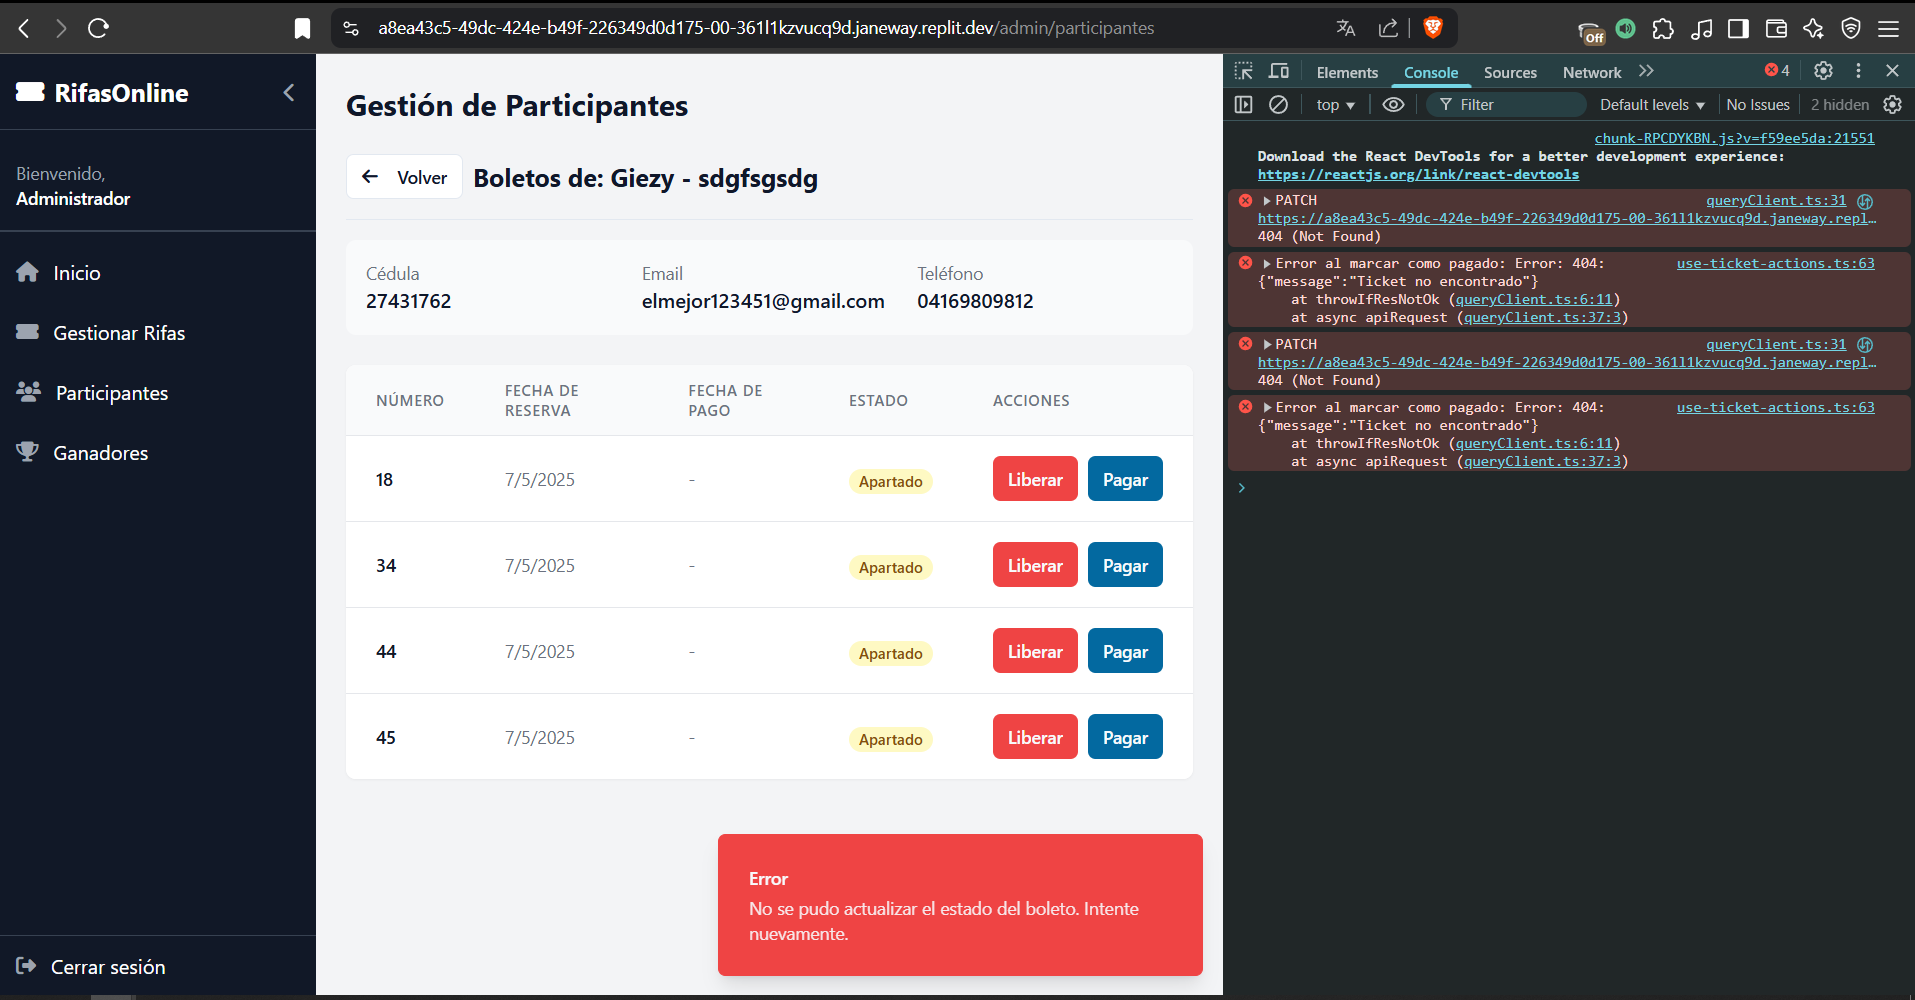 a8ea43c5-49dc-424e-b49f-226349d0d175-00-361l1kzvucq9d.janeway.replit.dev/admin/participantes
Off
RifasOnline
Bienvenido,
Administrador
Inicio
Gestionar Rifas
Participantes
Ganadores
Cerrar sesión
Gestión de Participantes
Volver
Boletos de: Giezy - sdgfsgsdg
Cédula
27431762
Email
elmejor123451@gmail.com
Teléfono
04169809812
NÚMERO
FECHA DE
RESERVA
FECHA DE
PAGO
ESTADO
ACCIONES
18 7/5/2025 - Apartado Liberar Pagar
34 7/5/2025 - Apartado Liberar Pagar
44 7/5/2025 - Apartado Liberar Pagar
45 7/5/2025 - Apartado Liberar Pagar
Error
No se pudo actualizar el estado del boleto. Intente
nuevamente.
Elements Console Sources Network 4
top Filter Default levels No Issues 2 hidden
chunk-RPCDYKBN.js?v=f59ee5da:21551
Download the React DevTools for a better development experience:
https://reactjs.org/link/react-devtools
PATCH queryClient.ts:31
https://a8ea43c5-49dc-424e-b49f-226349d0d175-00-361l1kzvucq9d.janeway.repl…
404 (Not Found)
Error al marcar como pagado: Error: 404: use-ticket-actions.ts:63
{"message":"Ticket no encontrado"}
at throwIfResNotOk (queryClient.ts:6:11)
at async apiRequest (queryClient.ts:37:3)
PATCH queryClient.ts:31
https://a8ea43c5-49dc-424e-b49f-226349d0d175-00-361l1kzvucq9d.janeway.repl…
404 (Not Found)
Error al marcar como pagado: Error: 404: use-ticket-actions.ts:63
{"message":"Ticket no encontrado"}
at throwIfResNotOk (queryClient.ts:6:11)
at async apiRequest (queryClient.ts:37:3)